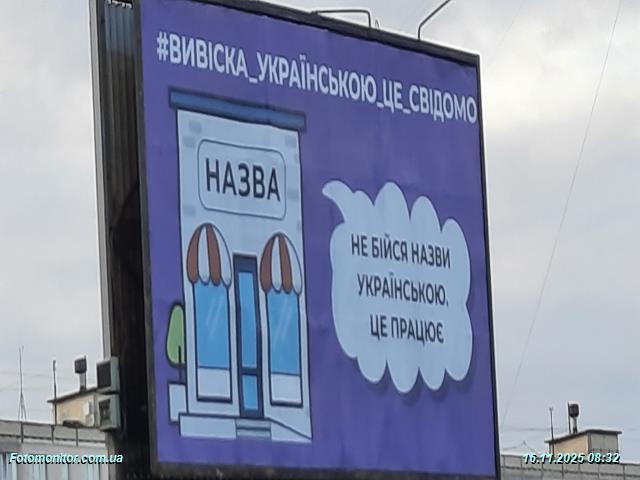 #ВИВІСКА_УКРАЇНСЬКОЮ_ЦЕ_СВІДОМО
НАЗВА
НЕ БІЙСЯ НАЗВИ
УКРАЇНСЬКОЮ.
ЦЕ ПРАЦЮЄ
Fotomonitor.com.ua
16.11.2025 08:32